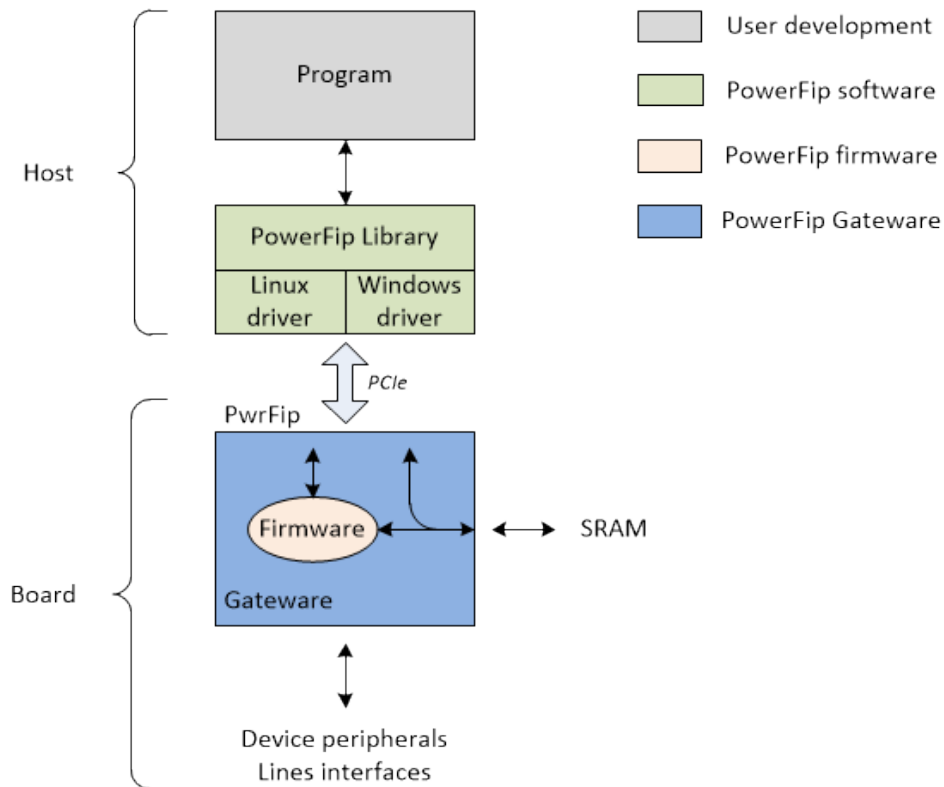 Program
User development
PowerFip software
PowerFip firmware
PowerFip Gateware
Host
PowerFip Library
Linux
driver
Windows
driver
PCIe
PwrFip
Firmware
SRAM
Board
Gateware
Device peripherals
Lines interfaces